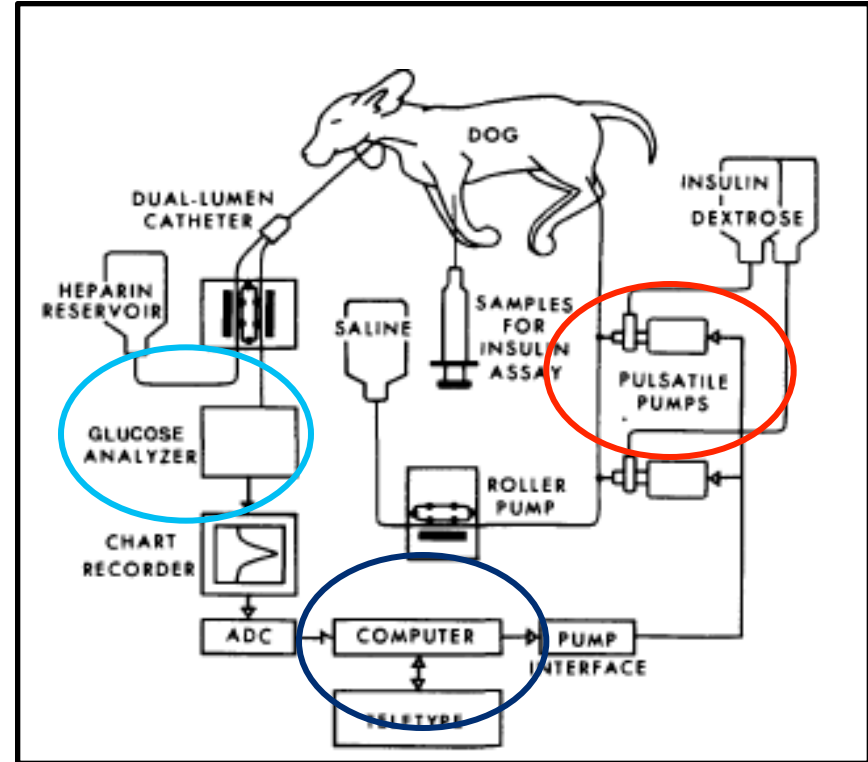 DOG
DUAL-LUMEN
CATHETER
INSULIN
DEXTROSE
HEPARIN
RESERVOIR
SALINE
SAMPLES
FOR
INSULIN
ASSAY
PULSATILE
PUMPS
GLUCOSE
ANALYZER
ROLLER
PUMP
CHART
RECORDER
ADC
COMPUTER
PUMP
INTERFACE
TELETYPE